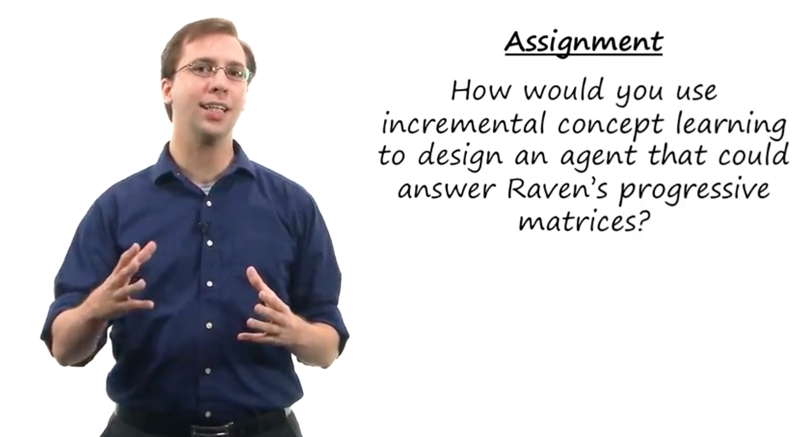 Assignment
How would you use
incremental concept learning
to design an agent that could
answer Raven's progressive
matrices?